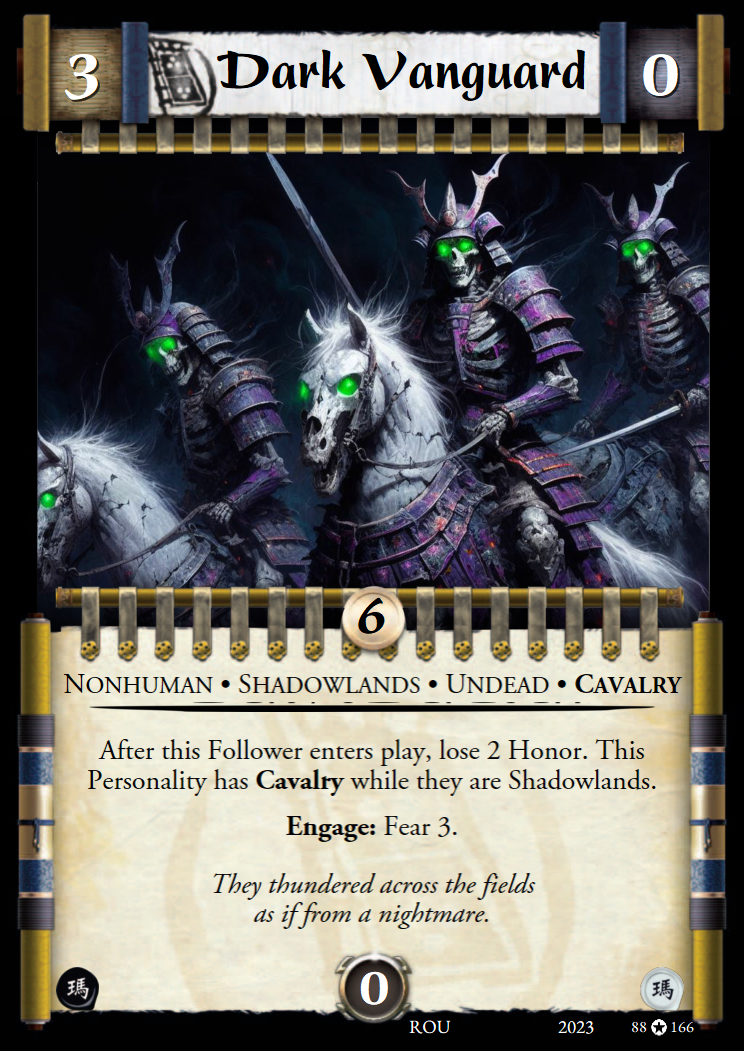 3
Dark Vanguard
0
6
NONHUMAN • SHADOWLANDS • UNDEAD • CAVALRY
After this Follower enters play, lose 2 Honor. This
Personality has Cavalry while they are Shadowlands.
Engage: Fear 3.
They thundered across the fields
as if from a nightmare.
瑪
0
瑪
ROU 2023 88 ✪ 166